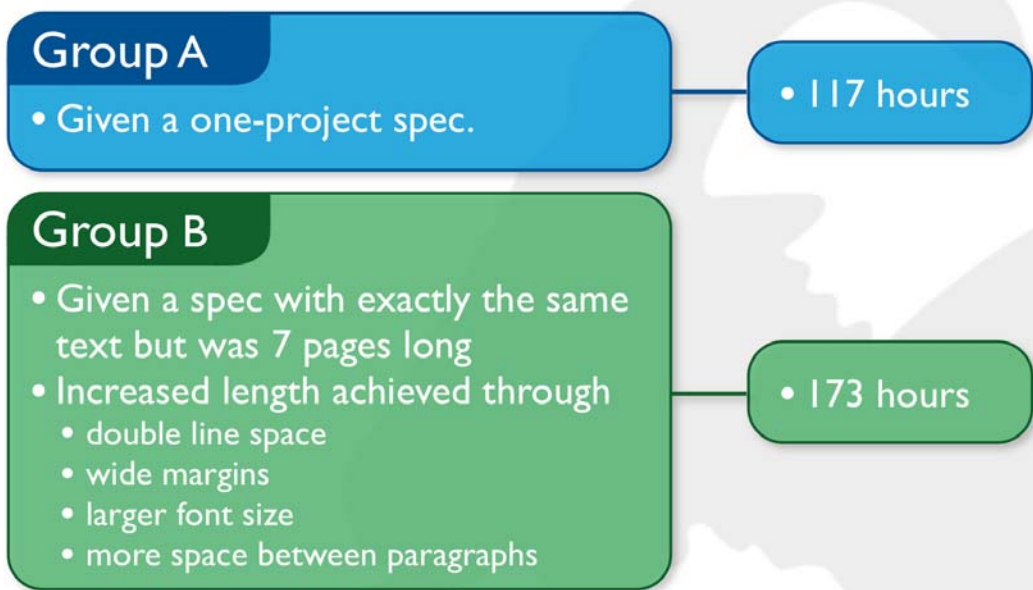 Group A
• Given a one-project spec.
• 117 hours
Group B
• Given a spec with exactly the same
text but was 7 pages long
• Increased length achieved through
• double line space
• wide margins
• larger font size
• more space between paragraphs
• 173 hours